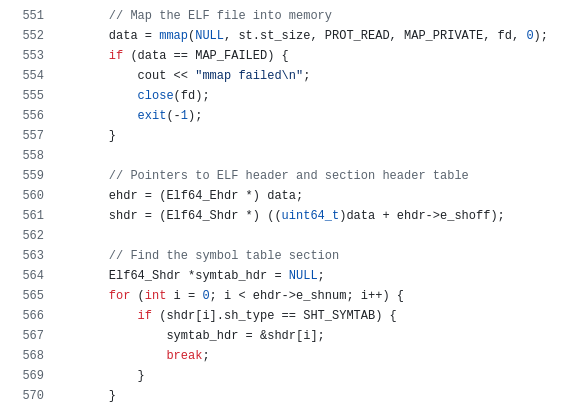 551 // Map the ELF file into memory
552 data = mmap(NULL, st.st_size, PROT_READ, MAP_PRIVATE, fd, 0);
553 if (data == MAP_FAILED) {
554 cout << "mmap failed\n";
555 close(fd);
556 exit(-1);
557 }
558
559 // Pointers to ELF header and section header table
560 ehdr = (Elf64_Ehdr *) data;
561 shdr = (Elf64_Shdr *) ((uint64_t)data + ehdr->e_shoff);
562
563 // Find the symbol table section
564 Elf64_Shdr *symtab_hdr = NULL;
565 for (int i = 0; i < ehdr->e_shnum; i++) {
566 if (shdr[i].sh_type == SHT_SYMTAB) {
567 symtab_hdr = &shdr[i];
568 break;
569 }
570 }